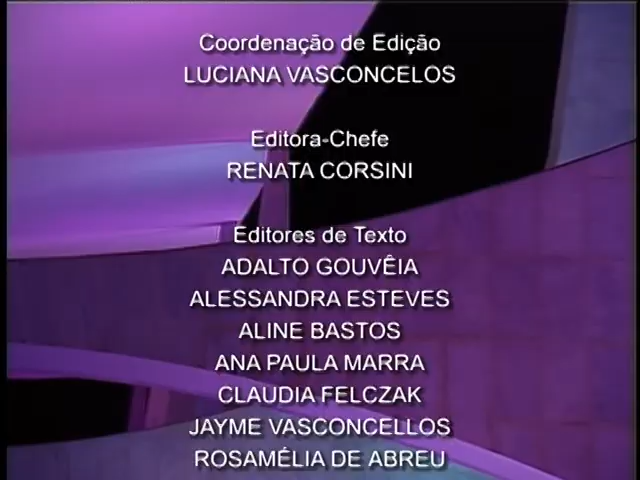 Coordenação de Edição
LUCIANA VASCONCELOS
Editora-Chefe
RENATA CORSINI
Editores de Texto
ADALTO GOUVÊIA
ALESSANDRA ESTEVES
ALINE BASTOS
ANA PAULA MARRA
CLAUDIA FELCZAK
JAYME VASCONCELLOS
ROSAMÉLIA DE ABREU